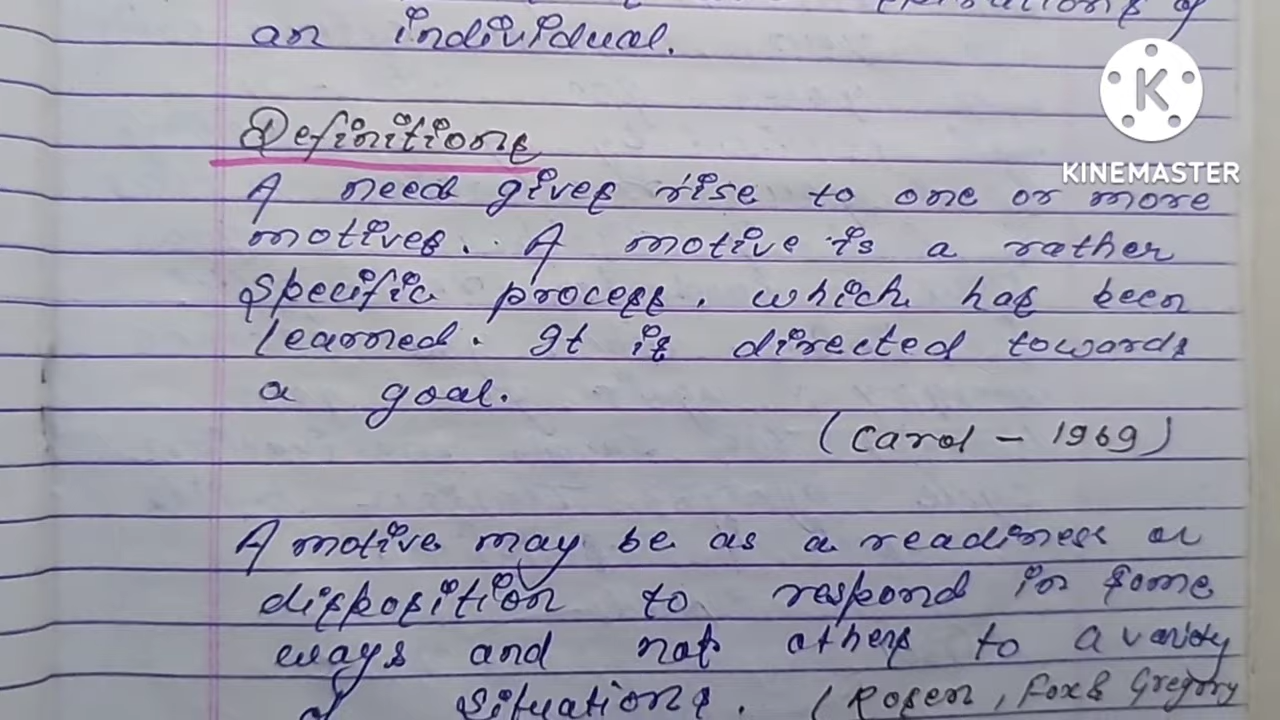 of
an individual.
K
KINEMASTER
Definitions
A need gives rise to one or more
motives. A motive is a rather
specific process, which has been
learned. It is directed towards
a goal.
(Carol - 1969)
A motive may be as a readiness or
disposition to respond in some
ways and not others to a variety
of situations. (Rosen, Fox & Gregory